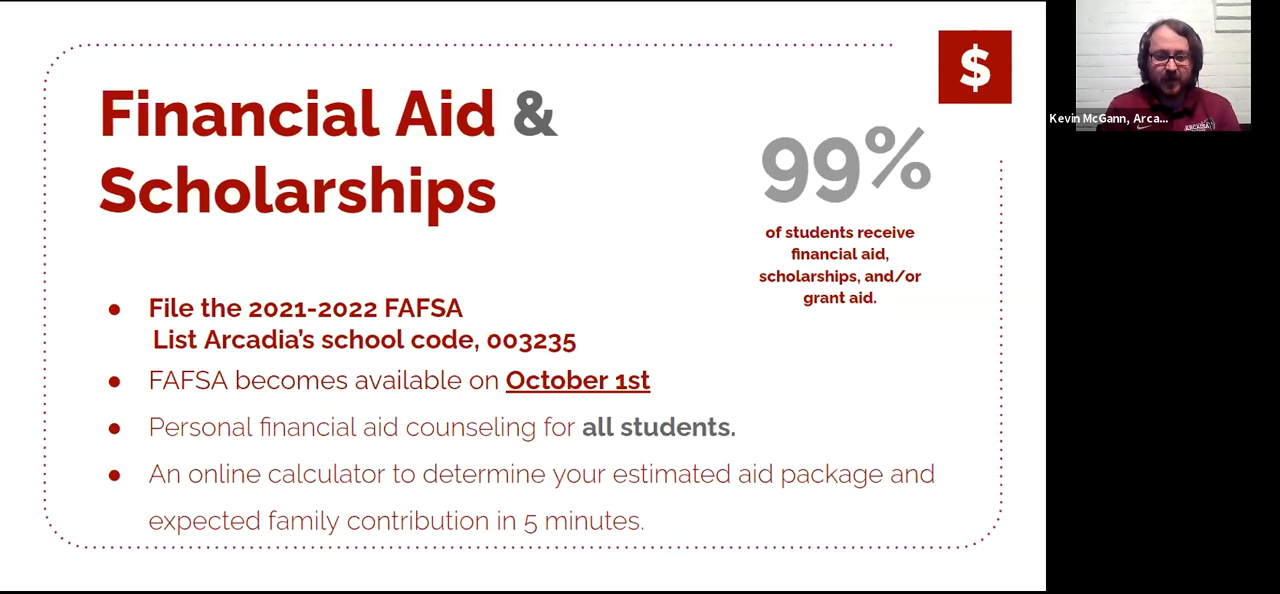 Financial Aid &
Scholarships
$
99%
of students receive
financial aid,
scholarships, and/or
grant aid.
● File the 2021-2022 FAFSA
List Arcadia's school code, 003235
● FAFSA becomes available on October 1st
● Personal financial aid counseling for all students.
● An online calculator to determine your estimated aid package and
expected family contribution in 5 minutes.
Kevin McGann, Arca...
ARCADIA